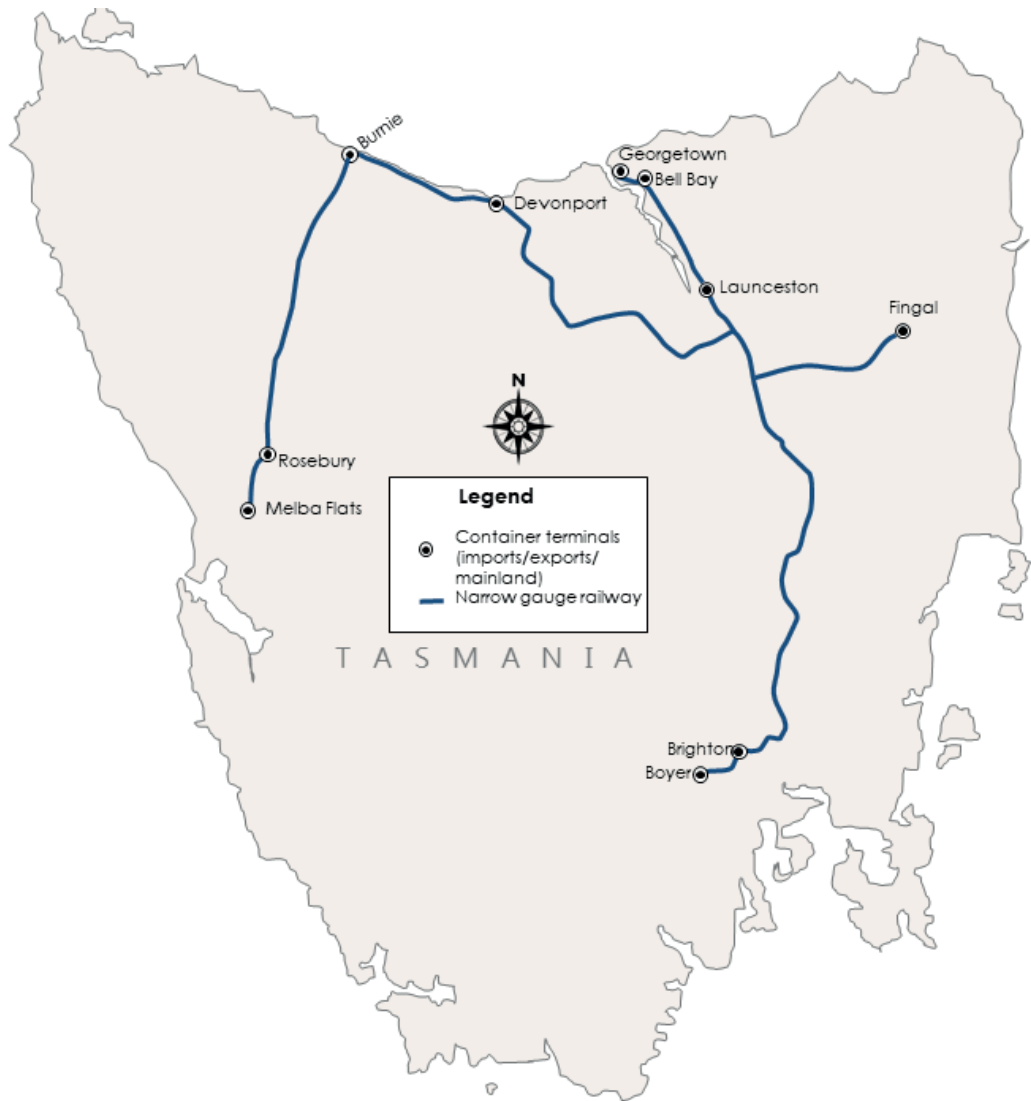 Burnie
Georgetown
Bell Bay
Devonport
Launceston
Fingal
N
Rosebury
Melba Flats
Legend
Container terminals
(imports/exports/
mainland)
Narrow gauge railway
TASMANIA
Brighton
Boyer